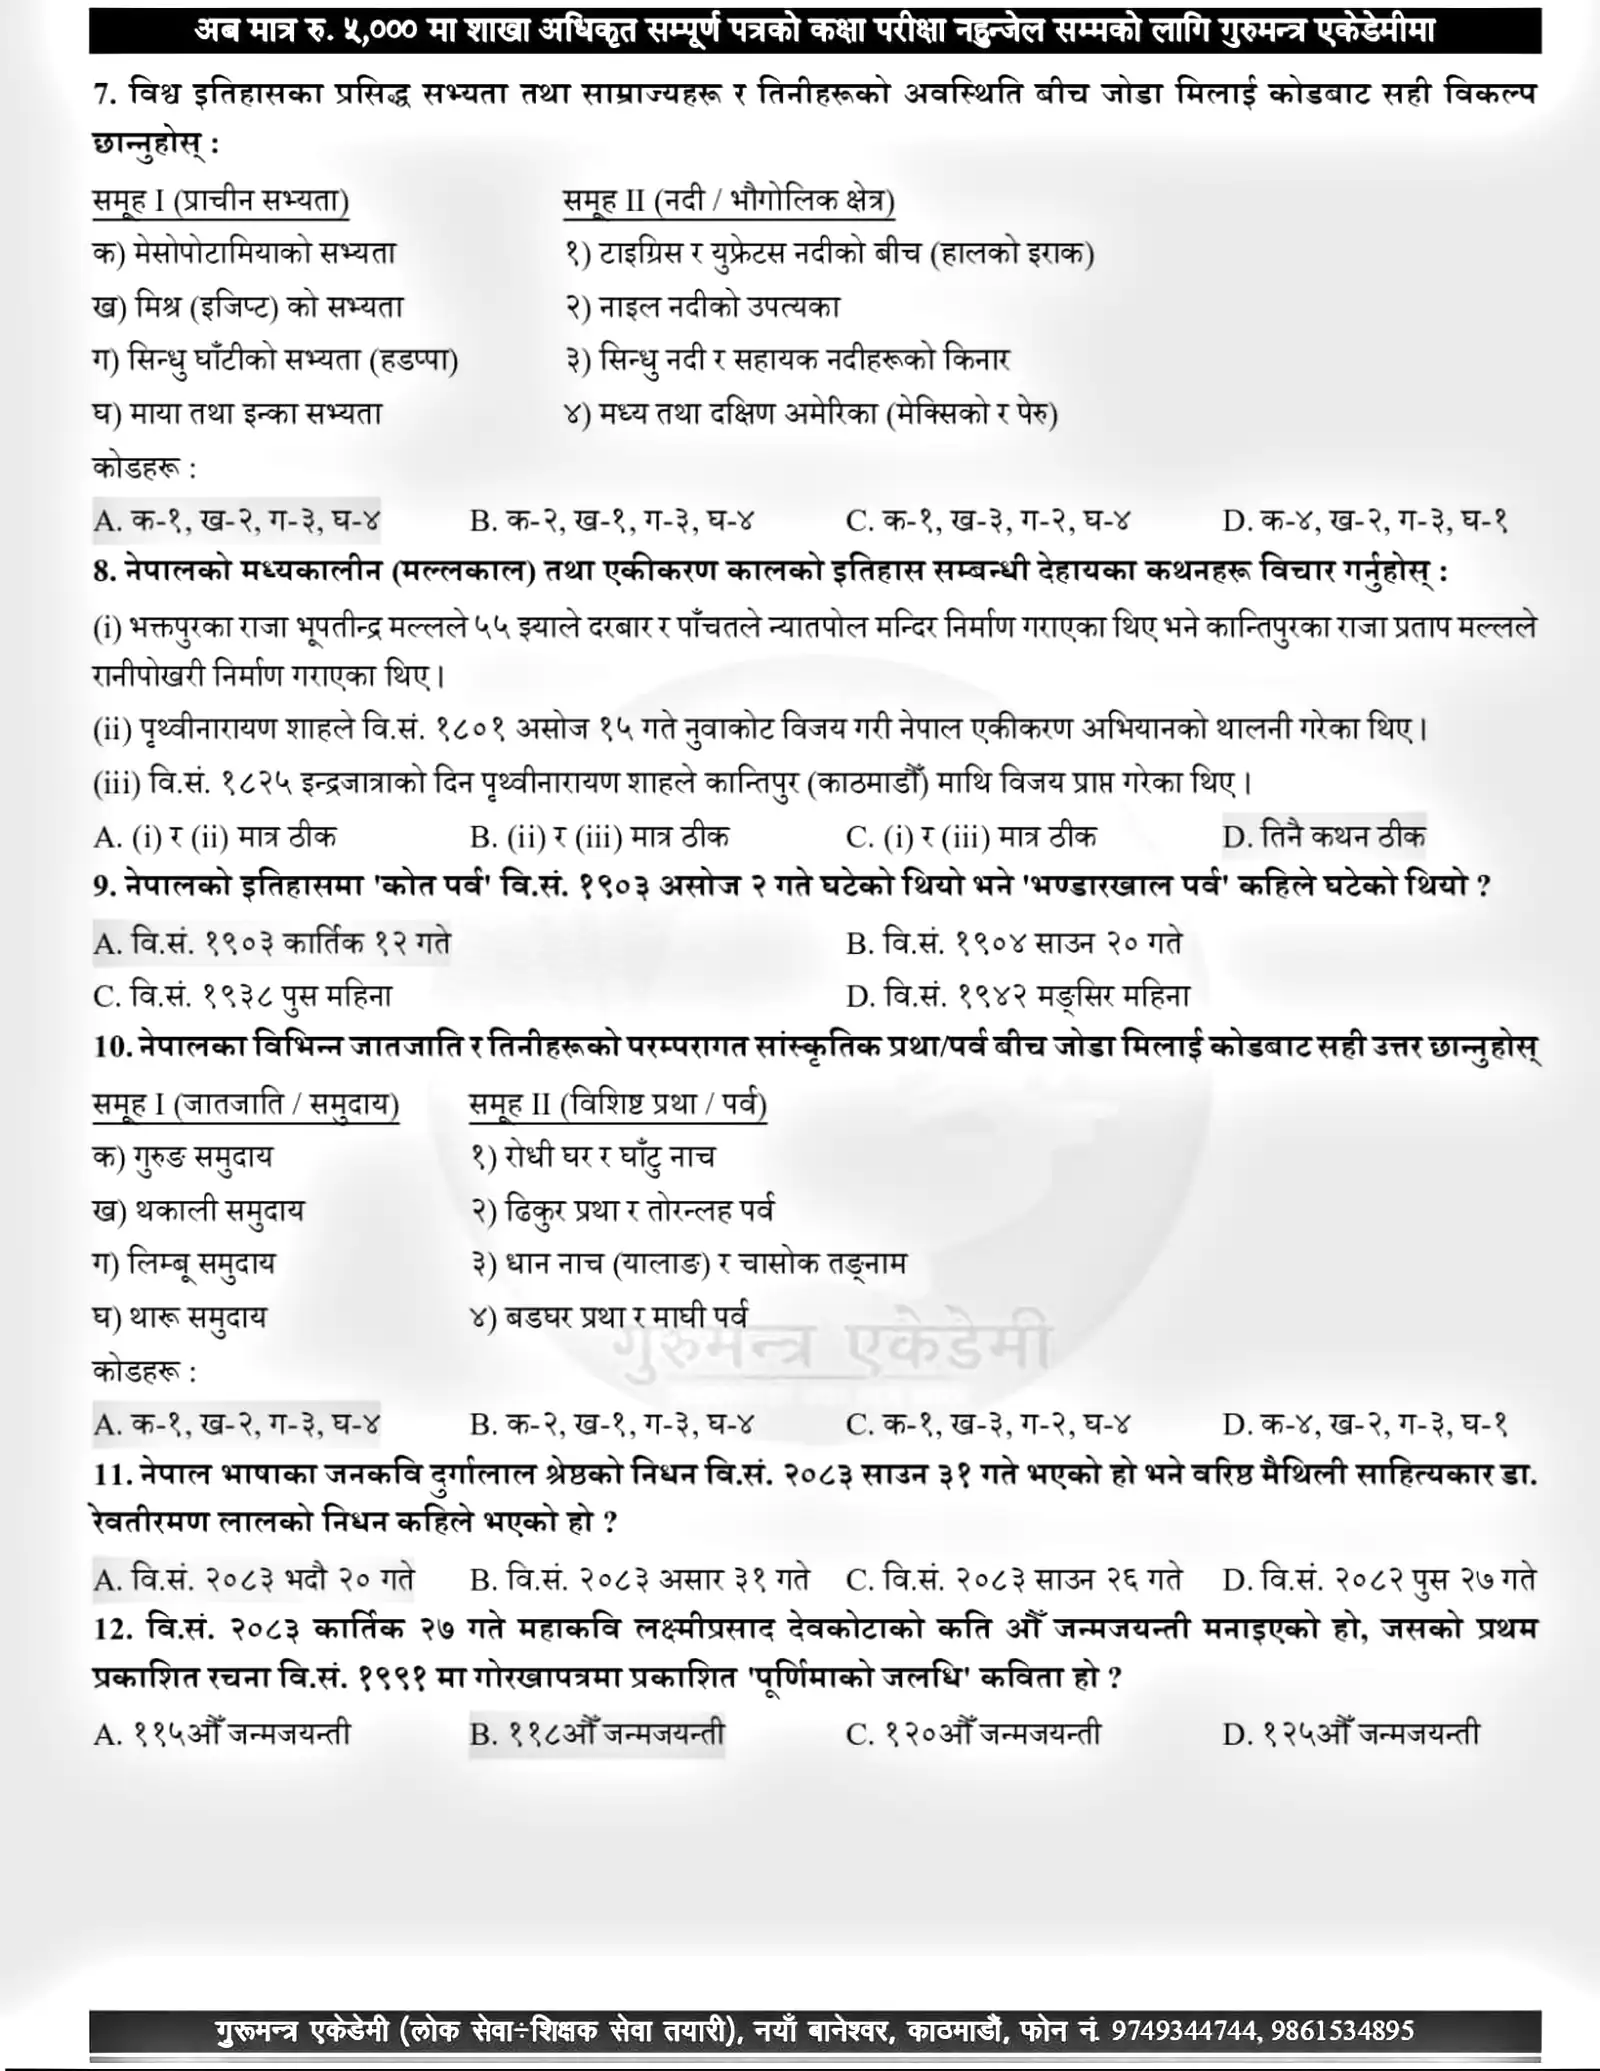 अब मात्र रु. ५,००० मा शाखा अधिकृत सम्पूर्ण पत्रको कक्षा परीक्षा नहुन्जेल सम्मको लागि गुरुमन्त्र एकेडेमीमा
7. विश्व इतिहासका प्रसिद्ध सभ्यता तथा साम्राज्यहरू र तिनीहरूको अवस्थिति बीच जोडा मिलाई कोडबाट सही विकल्प
छान्नुहोस् :
समूह I (प्राचीन सभ्यता) समूह II (नदी / भौगोलिक क्षेत्र)
क) मेसोपोटामियाको सभ्यता १) टाइग्रिस र युफ्रेटस नदीको बीच (हालको इराक)
ख) मिश्र (इजिप्ट) को सभ्यता २) नाइल नदीको उपत्यका
ग) सिन्धु घाँटीको सभ्यता (हडप्पा) ३) सिन्धु नदी र सहायक नदीहरूको किनार
घ) माया तथा इन्का सभ्यता ४) मध्य तथा दक्षिण अमेरिका (मेक्सिको र पेरु)
कोडहरू :
A. क-१, ख-२, ग-३, घ-४ B. क-२, ख-१, ग-३, घ-४ C. क-१, ख-३, ग-२, घ-४ D. क-४, ख-२, ग-३, घ-१
8. नेपालको मध्यकालीन (मल्लकाल) तथा एकीकरण कालको इतिहास सम्बन्धी देहायका कथनहरू विचार गर्नुहोस् :
(i) भक्तपुरका राजा भूपतीन्द्र मल्लले ५५ झ्याले दरबार र पाँचतले न्यातपोल मन्दिर निर्माण गराएका थिए भने कान्तिपुरका राजा प्रताप मल्लले
रानीपोखरी निर्माण गराएका थिए।
(ii) पृथ्वीनारायण शाहले वि.सं. १८०१ असोज १५ गते नुवाकोट विजय गरी नेपाल एकीकरण अभियानको थालनी गरेका थिए।
(iii) वि.सं. १८२५ इन्द्रजात्राको दिन पृथ्वीनारायण शाहले कान्तिपुर (काठमाडौँ) माथि विजय प्राप्त गरेका थिए।
A. (i) र (ii) मात्र ठीक B. (ii) र (iii) मात्र ठीक C. (i) र (iii) मात्र ठीक D. तिनै कथन ठीक
9. नेपालको इतिहासमा 'कोत पर्व' वि.सं. १९०३ असोज २ गते घटेको थियो भने 'भण्डारखाल पर्व' कहिले घटेको थियो ?
A. वि.सं. १९०३ कार्तिक १२ गते B. वि.सं. १९०४ साउन २० गते
C. वि.सं. १९३८ पुस महिना D. वि.सं. १९४२ मङ्सिर महिना
10. नेपालका विभिन्न जातजाति र तिनीहरूको परम्परागत सांस्कृतिक प्रथा/पर्व बीच जोडा मिलाई कोडबाट सही उत्तर छान्नुहोस्
समूह I (जातजाति / समुदाय) समूह II (विशिष्ट प्रथा / पर्व)
क) गुरुङ समुदाय १) रोधी घर र घाँटु नाच
ख) थकाली समुदाय २) ढिकुर प्रथा र तोरन्लह पर्व
ग) लिम्बू समुदाय ३) धान नाच (यालाङ) र चासोक तङ्नाम
घ) थारू समुदाय ४) बडघर प्रथा र माघी पर्व
गुरुमन्त्र एकेडेमी
कोडहरू :
A. क-१, ख-२, ग-३, घ-४ B. क-२, ख-१, ग-३, घ-४ C. क-१, ख-३, ग-२, घ-४ D. क-४, ख-२, ग-३, घ-१
11. नेपाल भाषाका जनकवि दुर्गालाल श्रेष्ठको निधन वि.सं. २०८३ साउन ३१ गते भएको हो भने वरिष्ठ मैथिली साहित्यकार डा.
रेवतीरमण लालको निधन कहिले भएको हो ?
A. वि.सं. २०८३ भदौ २० गते B. वि.सं. २०८३ असार ३१ गते C. वि.सं. २०८३ साउन २६ गते D. वि.सं. २०८२ पुस २७ गते
12. वि.सं. २०८३ कार्तिक २७ गते महाकवि लक्ष्मीप्रसाद देवकोटाको कति औँ जन्मजयन्ती मनाइएको हो, जसको प्रथम
प्रकाशित रचना वि.सं. १९९१ मा गोरखापत्रमा प्रकाशित 'पूर्णिमाको जलधि' कविता हो ?
A. ११५औँ जन्मजयन्ती B. ११८औँ जन्मजयन्ती C. १२०औँ जन्मजयन्ती D. १२५औँ जन्मजयन्ती
गुरूमन्त्र एकेडेमी (लोक सेवा÷शिक्षक सेवा तयारी), नयाँ बानेश्वर, काठमाडौं, फोन नं. 9749344744, 9861534895